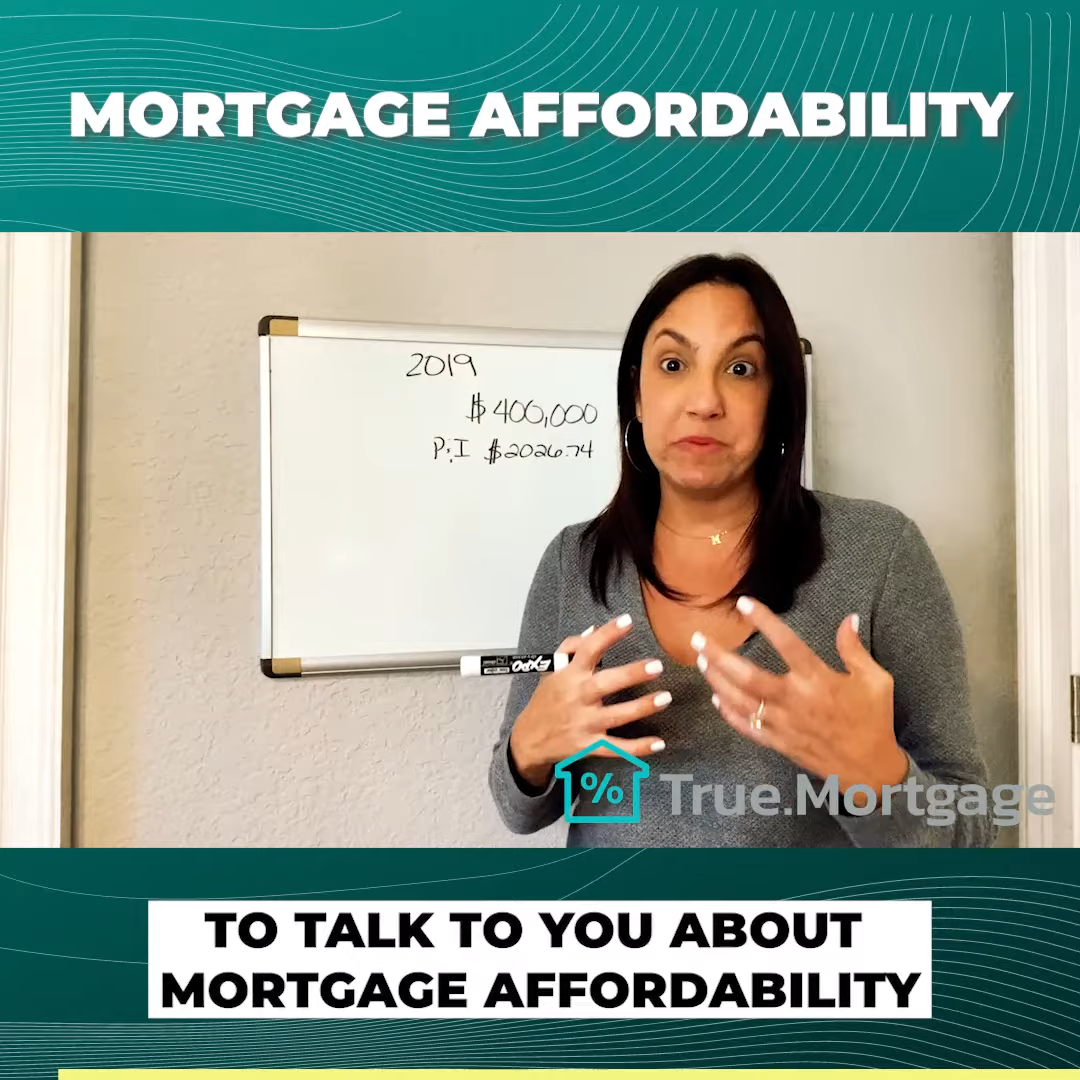 MORTGAGE AFFORDABILITY
2019
$400,000
P:I $2026.74
EXPO
K
% True.Mortgage
TO TALK TO YOU ABOUT
MORTGAGE AFFORDABILITY